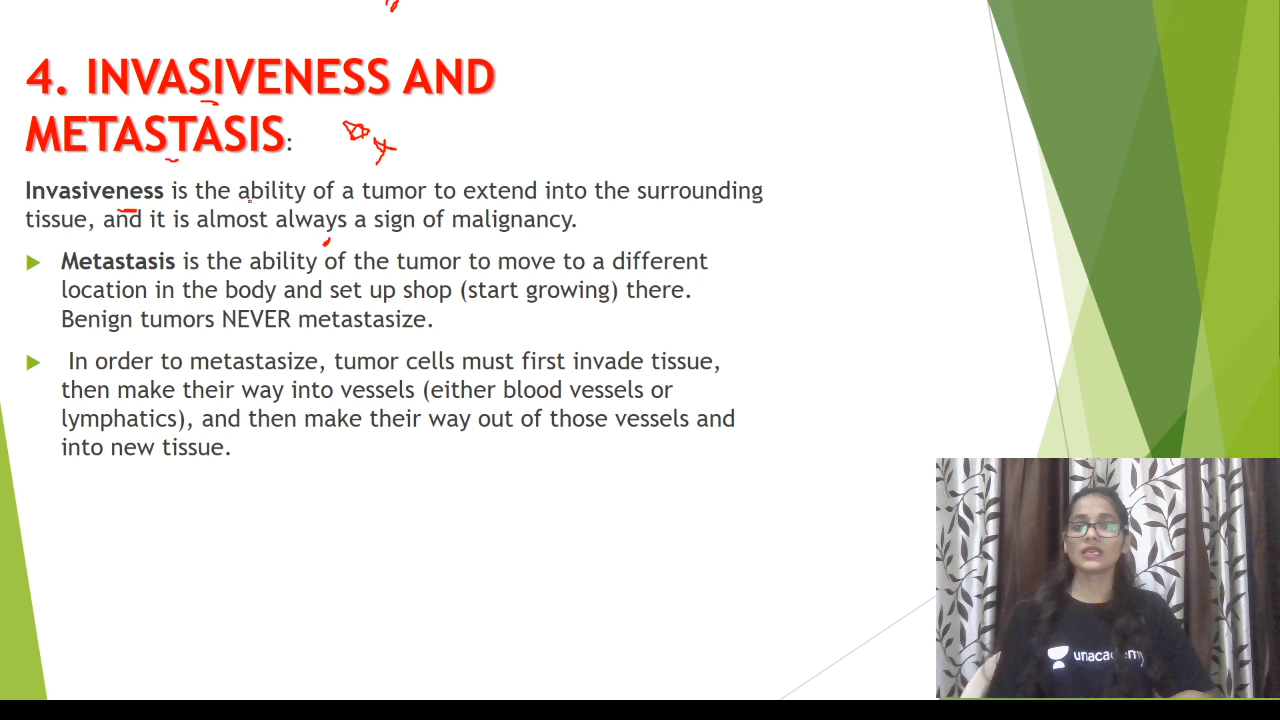 4. INVASIVENESS AND
METASTASIS:
Invasiveness is the ability of a tumor to extend into the surrounding
tissue, and it is almost always a sign of malignancy.
Metastasis is the ability of the tumor to move to a different
location in the body and set up shop (start growing) there.
Benign tumors NEVER metastasize.
In order to metastasize, tumor cells must first invade tissue,
then make their way into vessels (either blood vessels or
lymphatics), and then make their way out of those vessels and
into new tissue.
unacademy